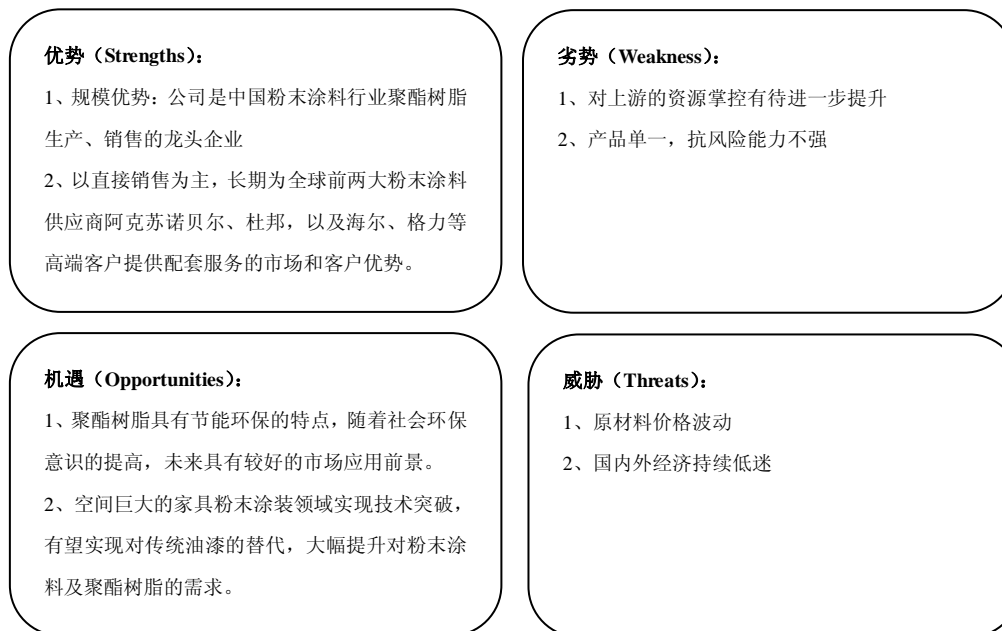 优势（Strengths）：
1、规模优势：公司是中国粉末涂料行业聚酯树脂
生产、销售的龙头企业
2、以直接销售为主，长期为全球前两大粉末涂料
供应商阿克苏诺贝尔、杜邦，以及海尔、格力等
高端客户提供配套服务的市场和客户优势。
劣势（Weakness）：
1、对上游的资源掌控有待进一步提升
2、产品单一，抗风险能力不强
机遇（Opportunities）：
1、聚酯树脂具有节能环保的特点，随着社会环保
意识的提高，未来具有较好的市场应用前景。
2、空间巨大的家具粉末涂装领域实现技术突破，
有望实现对传统油漆的替代，大幅提升对粉末涂
料及聚酯树脂的需求。
威胁（Threats）：
1、原材料价格波动
2、国内外经济持续低迷